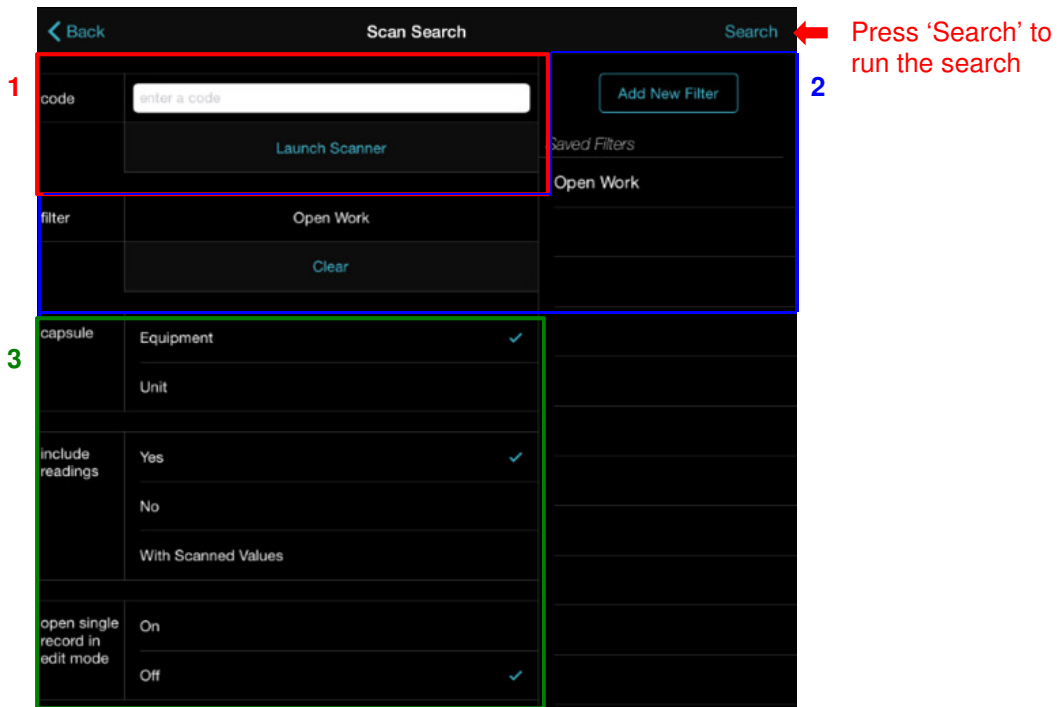 Back
Scan Search
Search
Press ‘Search’ to
run the search
1
code
enter a code
Launch Scanner
2
Add New Filter
Saved Filters
Open Work
filter
Open Work
Clear
3
capsule
Equipment
Unit
include
readings
Yes
No
With Scanned Values
open single
record in
edit mode
On
Off